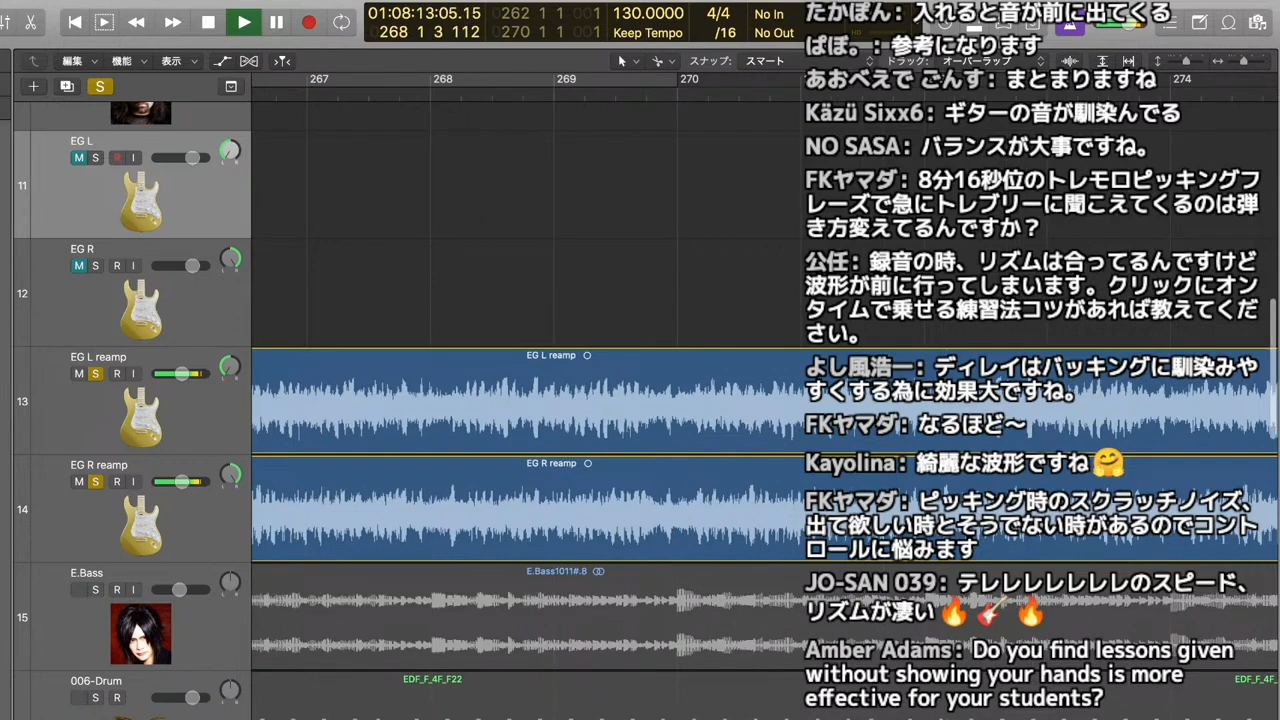 01:08:13:05.15
268 1 3 112
0262 1 1 001
0270 1 1 001
130.0000
Keep Tempo
4/4
/16
No In
No Out
編集
機能
表示
スナップ:
スマート
ドラッグ:
オーバーラップ
S
267
268
269
270
274
EG L
M S R I
11
EG R
M S R I
12
EG L reamp
M S R I
13
EG L reamp
EG R reamp
M S R I
14
EG R reamp
E.Bass
S R I
15
E.Bass1011#.8
006-Drum
S R
EDF_F_4F_F22
EDF_F_4F_
たかぽん: 入れると音が前に出てくる
ぱぽ。: 参考になります
あおべえで ごんす: まとまりますね
Käzü Sixx6: ギターの音が馴染んでる
NO SASA: バランスが大事ですね。
FKヤマダ: 8分16秒位のトレモロピッキングフ
レーズで急にトレブリーに聞こえてくるのは弾
き方変えてるんですか？
公任: 録音の時、リズムは合ってるんですけど
波形が前に行ってしまいます。クリックにオン
タイムで乗せる練習法コツがあれば教えてくだ
さい。
よし風浩一: ディレイはバッキングに馴染みや
すくする為に効果大ですね。
FKヤマダ: なるほど〜
Kayolina: 綺麗な波形ですね🤗
FKヤマダ: ピッキング時のスクラッチノイズ、
出て欲しい時とそうでない時があるのでコント
ロールに悩みます
JO-SAN 039: テレレレレレレレのスピード、
リズムが凄い🔥🎸🔥
Amber Adams: Do you find lessons given
without showing your hands is more
effective for your students?